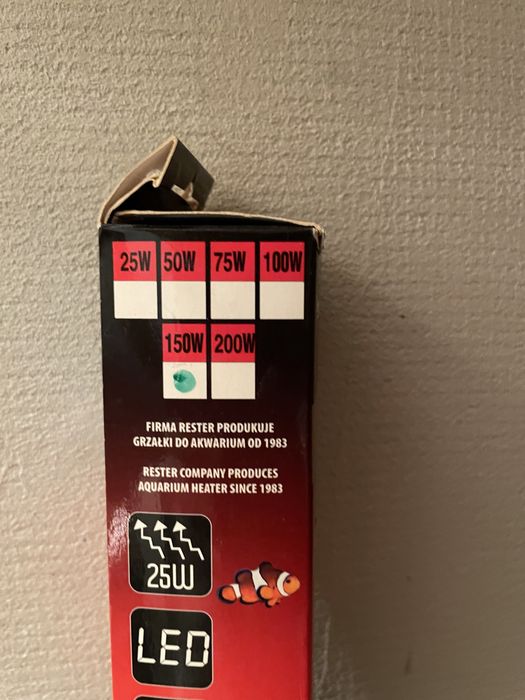 25W 50W 75W 100W
150W 200W
FIRMA RESTER PRODUKUJE
GRZAŁKI DO AKWARIUM OD 1983
RESTER COMPANY PRODUCES
AQUARIUM HEATER SINCE 1983
25W
LED